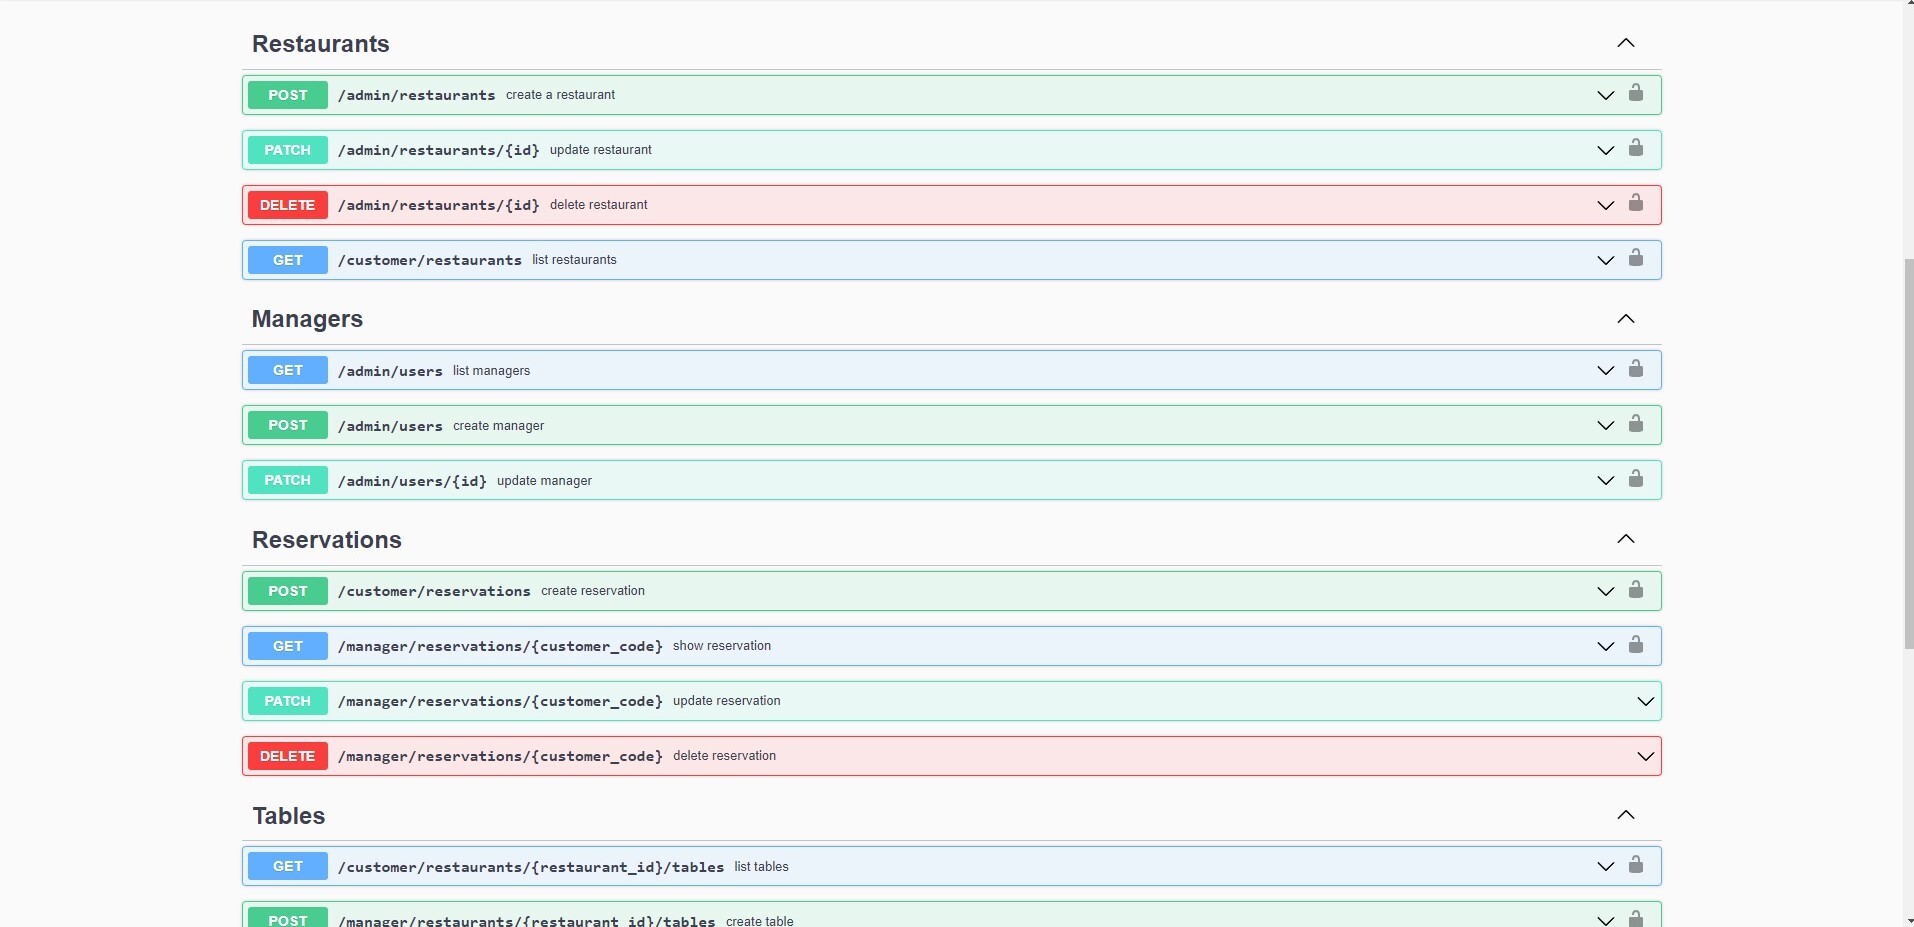 Restaurants
POST /admin/restaurants create a restaurant
PATCH /admin/restaurants/{id} update restaurant
DELETE /admin/restaurants/{id} delete restaurant
GET /customer/restaurants list restaurants
Managers
GET /admin/users list managers
POST /admin/users create manager
PATCH /admin/users/{id} update manager
Reservations
POST /customer/reservations create reservation
GET /manager/reservations/{customer_code} show reservation
PATCH /manager/reservations/{customer_code} update reservation
DELETE /manager/reservations/{customer_code} delete reservation
Tables
GET /customer/restaurants/{restaurant_id}/tables list tables
POST /manager/restaurants/{restaurant_id}/tables create table